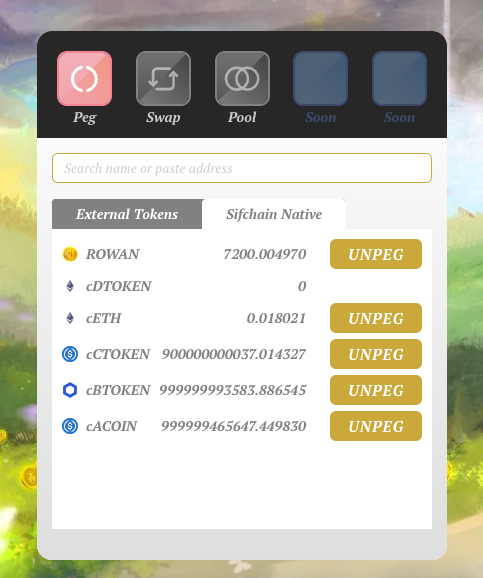 Peg Swap Pool Soon Soon
Search name or paste address
External Tokens Sifchain Native
ROWAN 7200.004970 UNPEG
cDTOKEN 0
cETH 0.018021 UNPEG
cCTOKEN 900000000037.014327 UNPEG
cBTOKEN 999999993583.886545 UNPEG
cACOIN 999999465647.449830 UNPEG